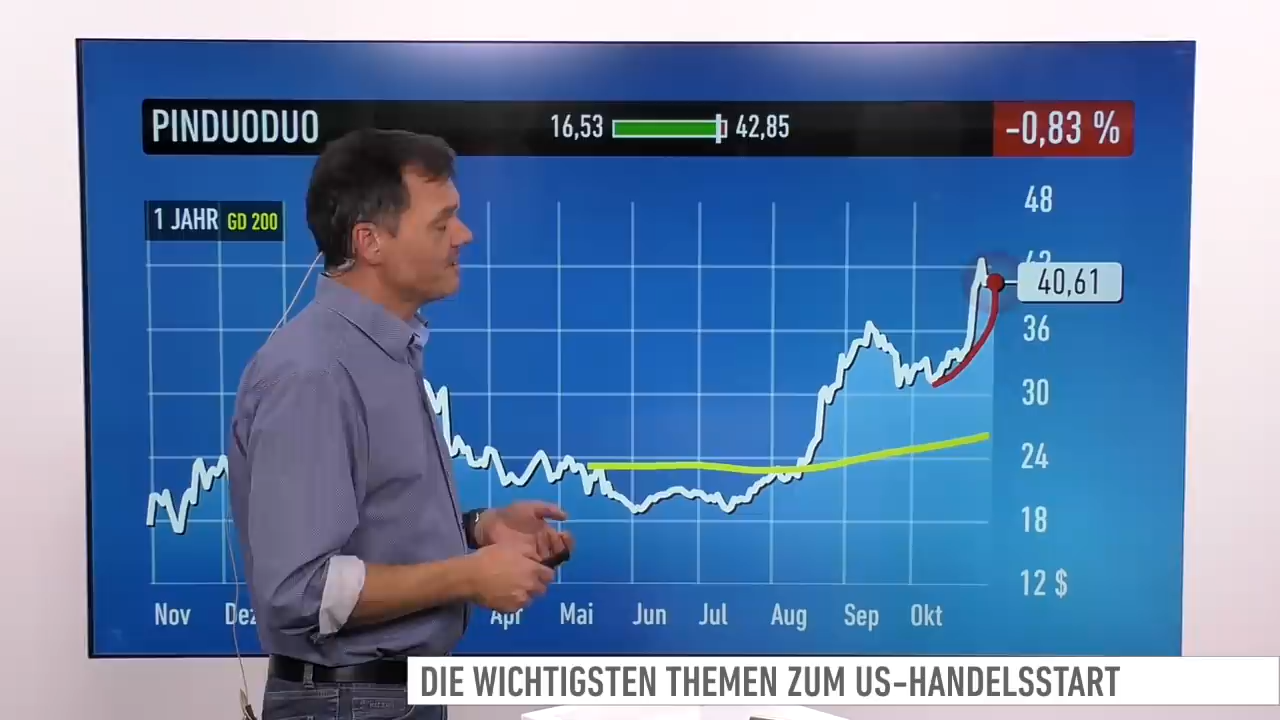 PINDUODUO 16,53 42,85 -0,83 %
1 JAHR GD 200
48
42
40,61
36
30
24
18
12 $
Nov Dez Apr Mai Jun Jul Aug Sep Okt
DIE WICHTIGSTEN THEMEN ZUM US-HANDELSSTART